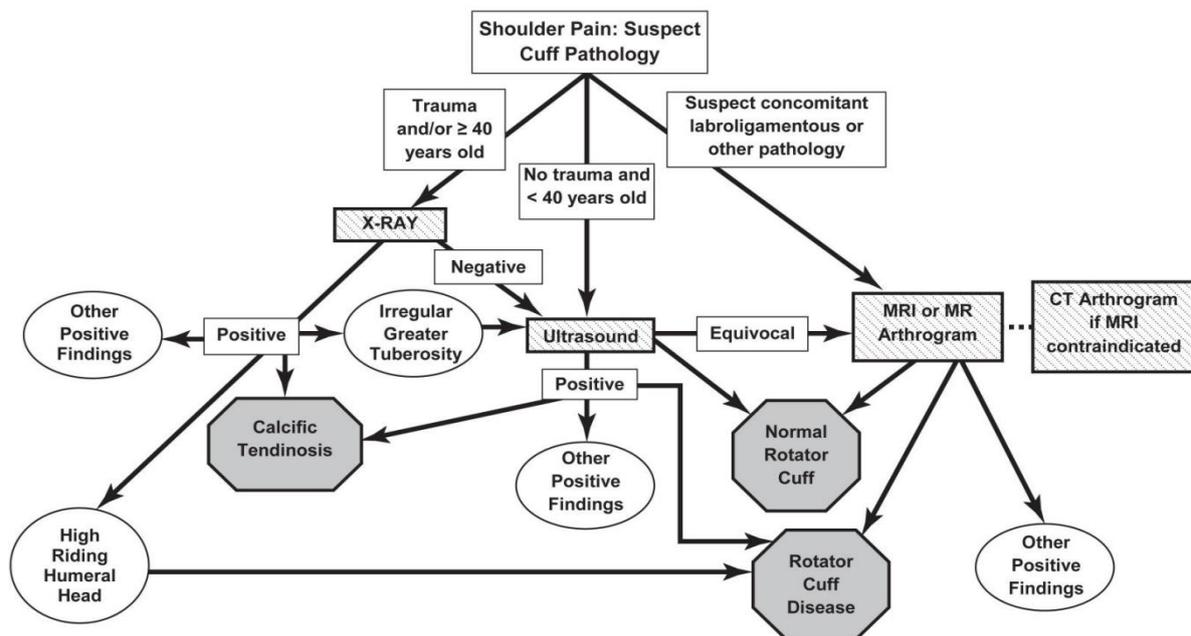 Shoulder Pain: Suspect
Cuff Pathology
Trauma
and/or ≥ 40
years old
No trauma and
< 40 years old
Suspect concomitant
labroligamentous or
other pathology
X-RAY
Negative
Other
Positive
Findings
Positive
Irregular
Greater
Tuberosity
Ultrasound
Equivocal
MRI or MR
Arthrogram
CT Arthrogram
if MRI
contraindicated
Positive
Calcific
Tendinosis
Other
Positive
Findings
Normal
Rotator
Cuff
High
Riding
Humeral
Head
Rotator
Cuff
Disease
Other
Positive
Findings